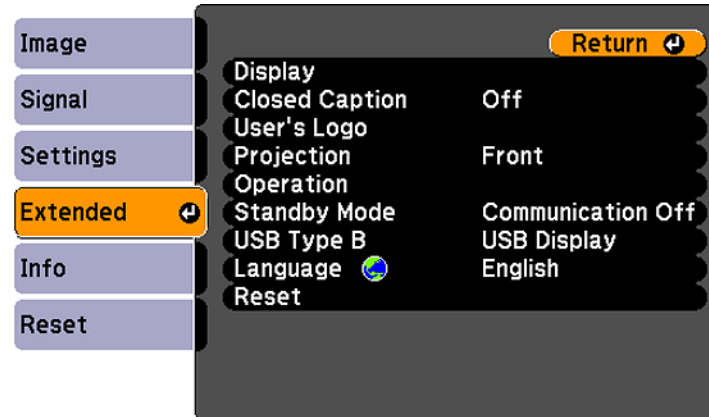 Image
Signal
Settings
Extended
Info
Reset
Return
Display
Closed Caption Off
User's Logo
Projection Front
Operation
Standby Mode Communication Off
USB Type B USB Display
Language English
Reset